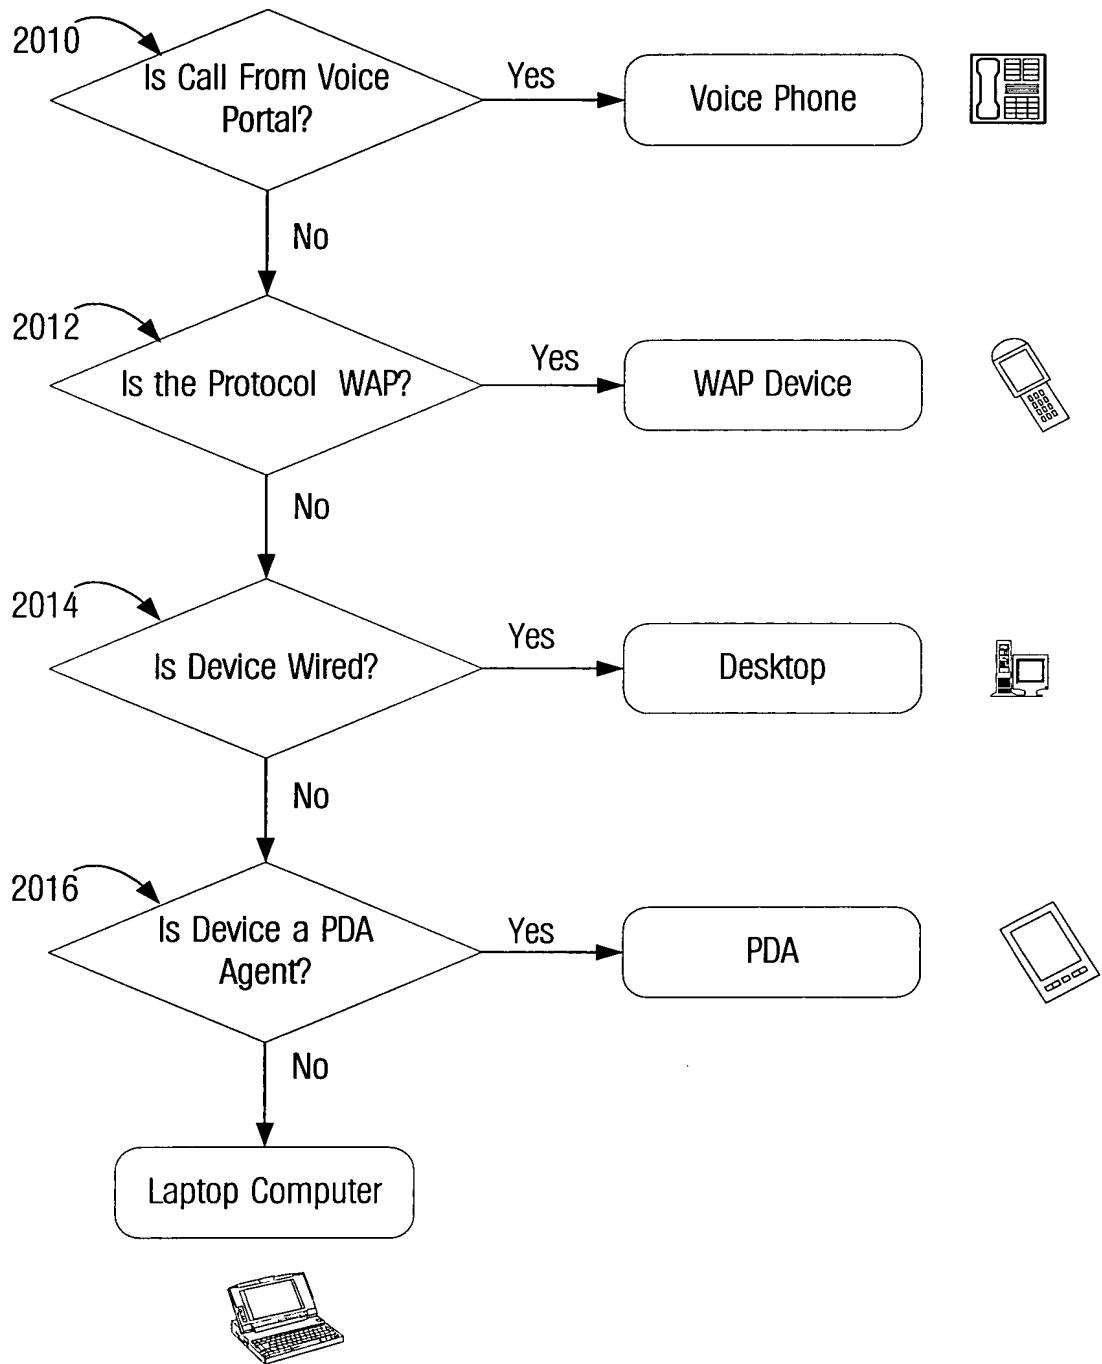 2010
Is Call From Voice
Portal?
Yes
Voice Phone
No
2012
Is the Protocol WAP?
Yes
WAP Device
No
2014
Is Device Wired?
Yes
Desktop
No
2016
Is Device a PDA
Agent?
Yes
PDA
No
Laptop Computer